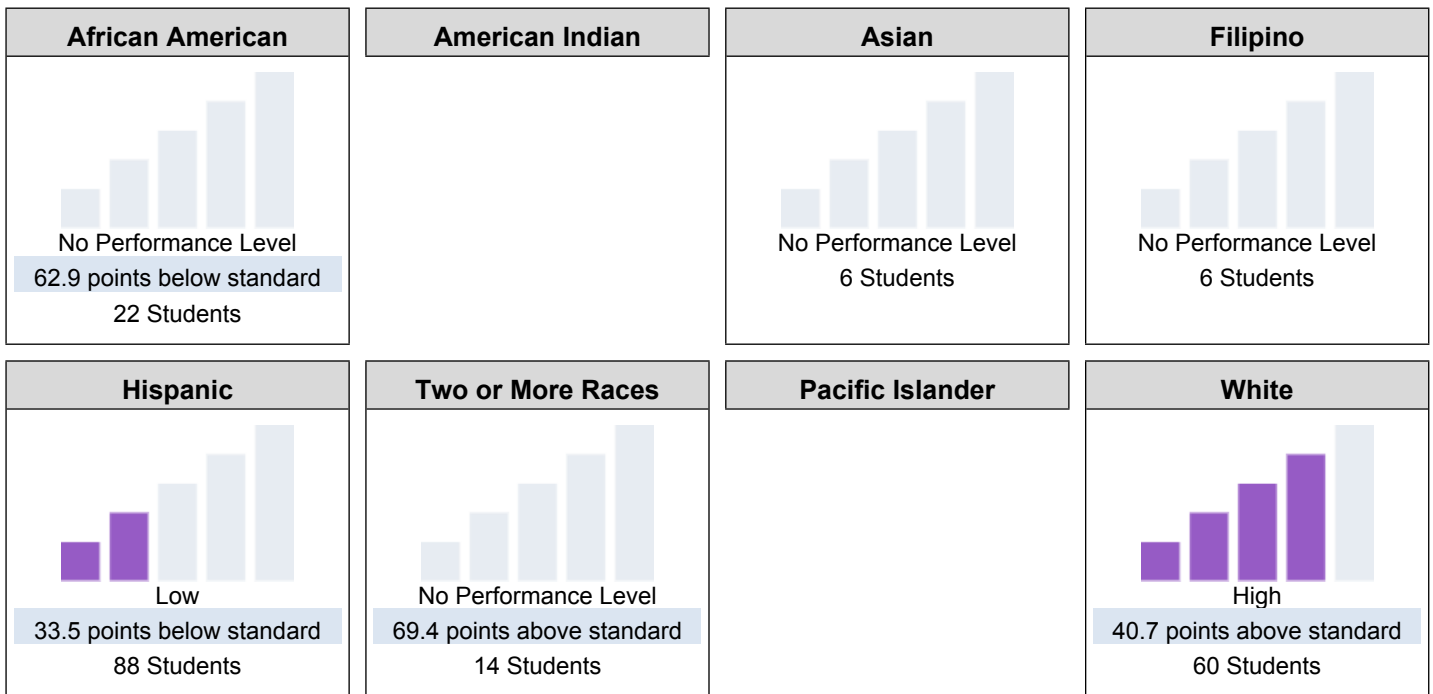 African American
No Performance Level
62.9 points below standard
22 Students
American Indian
Asian
No Performance Level
6 Students
Filipino
No Performance Level
6 Students
Hispanic
Low
33.5 points below standard
88 Students
Two or More Races
No Performance Level
69.4 points above standard
14 Students
Pacific Islander
White
High
40.7 points above standard
60 Students